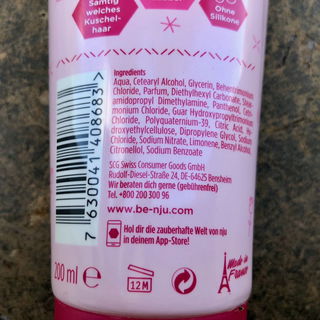 Samtig
weiches
Kuschel-
haar
Ohne
Silikone
Ingredients
Aqua, Cetearyl Alcohol, Glycerin, Behentrimonium
Chloride, Parfum, Diethylhexyl Carbonate, Stear-
amidopropyl Dimethylamine, Panthenol, Cetri-
monium Chloride, Guar Hydroxypropyltrimonium
Chloride, Polyquaternium-39, Citric Acid, Hy-
droxyethylcellulose, Dipropylene Glycol, Sodium
Chloride, Sodium Nitrate, Limonene, Benzyl Alcohol
Citronellol, Sodium Benzoate
SCG Swiss Consumer Goods GmbH
Rudolf-Diesel-Straße 24, DE-64625 Bensheim
Wir beraten dich gerne (gebührenfrei)
Tel. +800 200 300 96
www.be-nju.com
Hol dir die zauberhafte Welt von nju
in deinem App-Store!
7 630041 408683 >
200 ml e
12 M
Made in
France